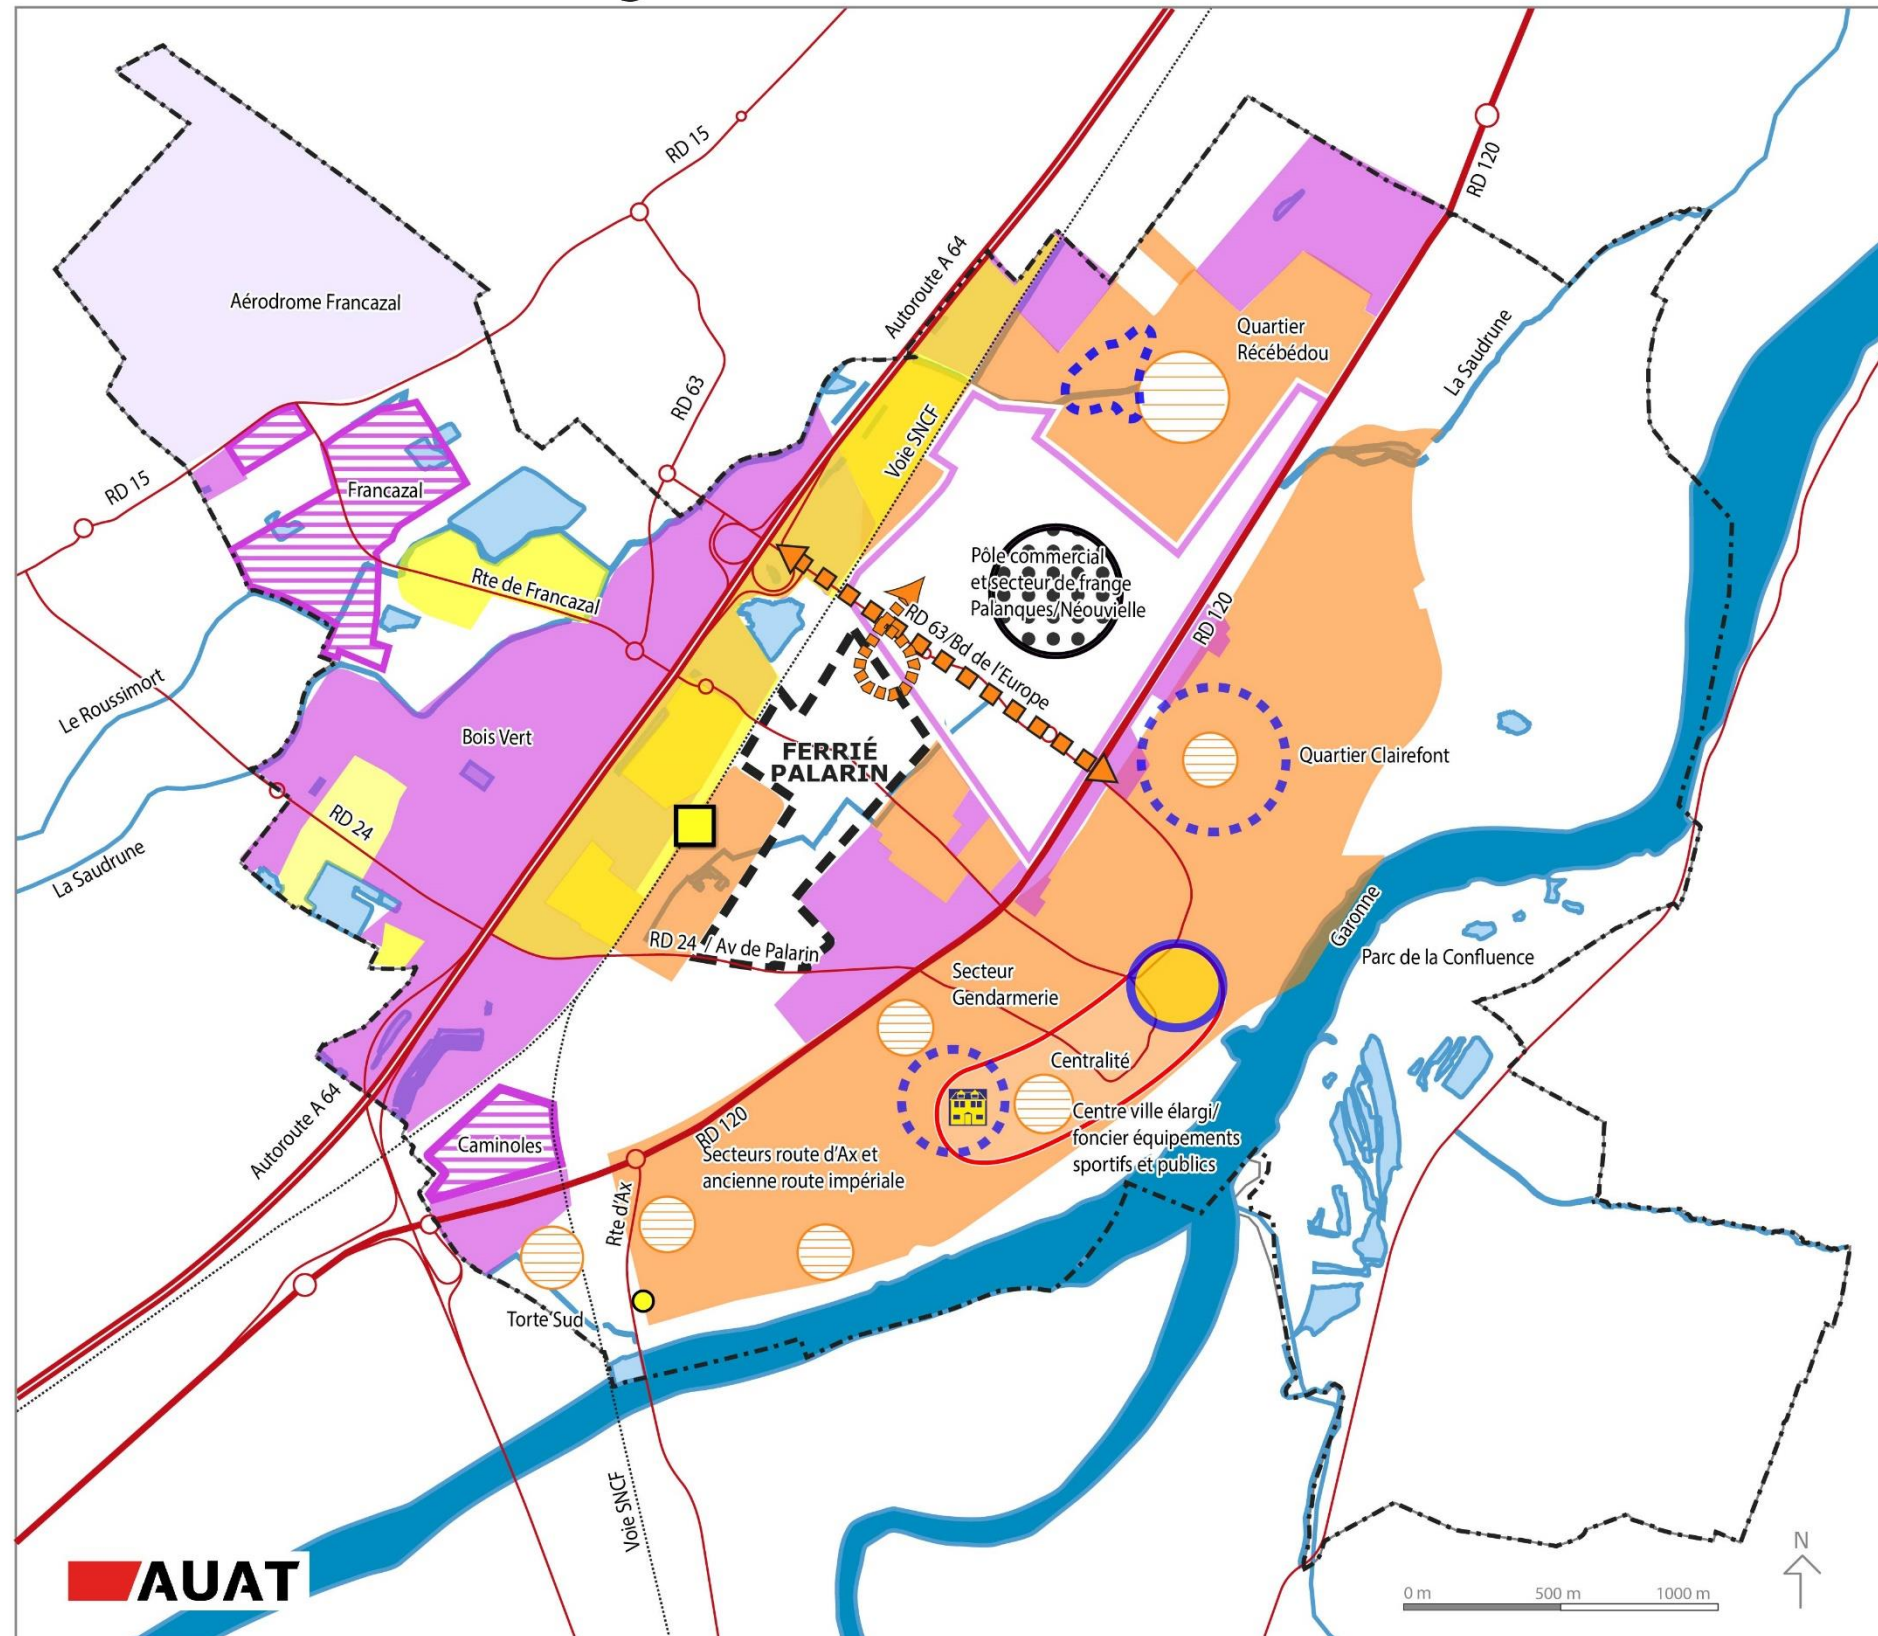 RD 15
RD 120
Autoroute A 64
Aérodrome Francazal
Quartier
Récébédou
La Saudrune
RD 63
Voie SNCF
RD 15
Francazal
Pôle commercial
et secteur de frange
Palanques/Néouvielle
Rte de Francazal
RD 63/Bd de l'Europe
RD 120
Le Roussimort
Bois Vert
FERRIÉ
PALARIN
Quartier Clairefont
RD 24
La Saudrune
RD 24 / Av de Palarin
Garonne
Parc de la Confluence
Secteur
Gendarmerie
Centralité
Autoroute A 64
Caminoles
RD 120
Centre ville élargi/
foncier équipements
sportifs et publics
Secteurs route d'Ax et
ancienne route impériale
Rte d'Ax
Torte Sud
Voie SNCF
AUAT
N
0 m 500 m 1000 m